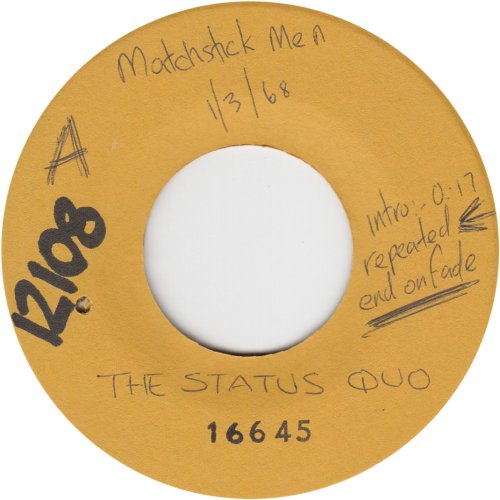 Matchstick Men
1/3/68
A
12108
intro:- 0:17
repeated
end on fade
THE STATUS QUO
16645